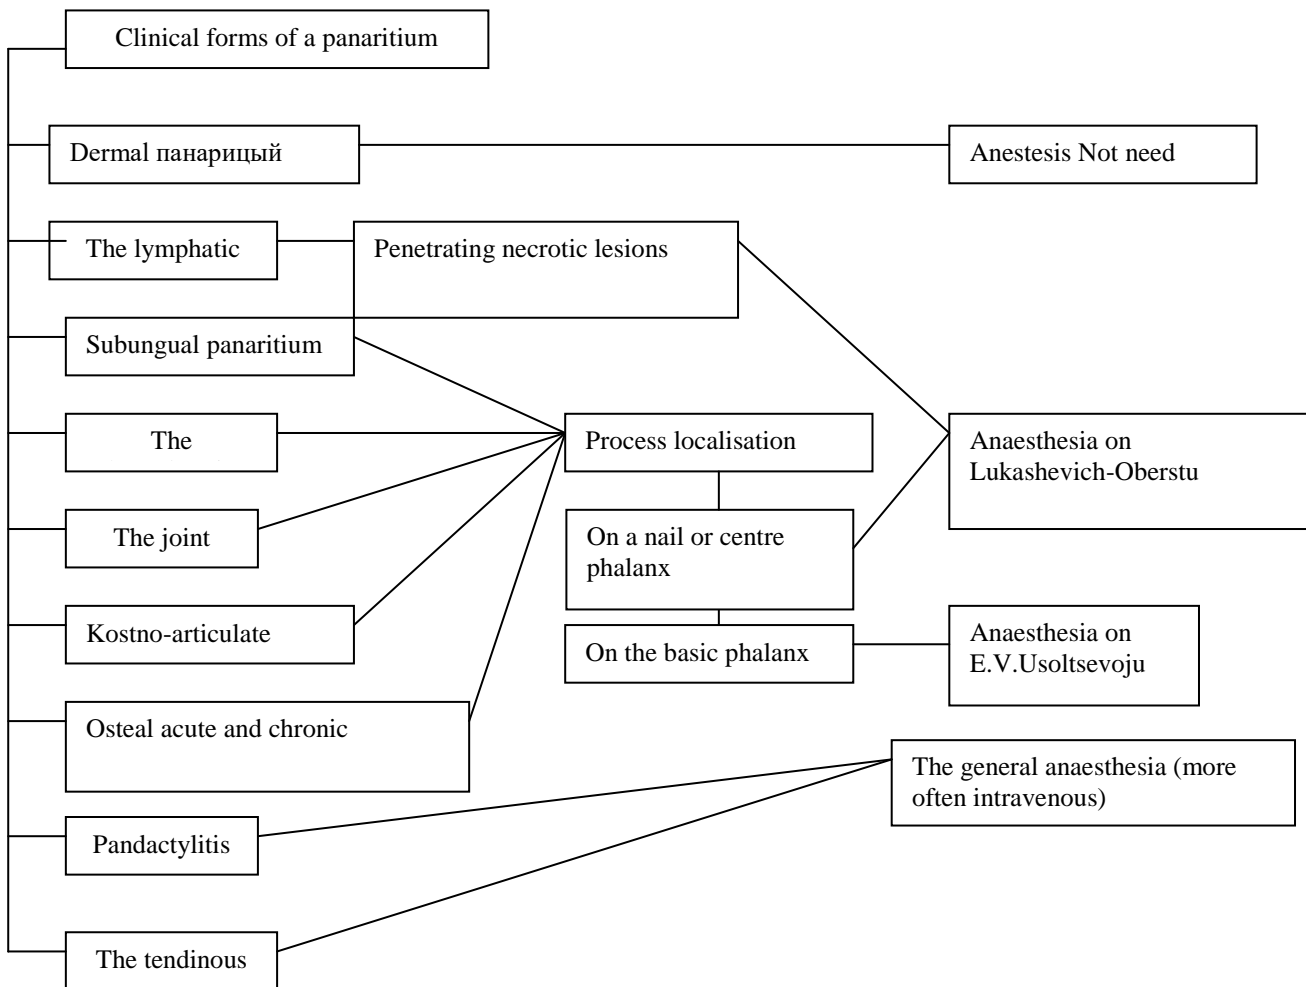 Clinical forms of a panaritium
Dermal панарицый
Anestesis Not need
The lymphatic
Penetrating necrotic lesions
Subungual panaritium
The
Process localisation
Anaesthesia on
Lukashevich-Oberstu
The joint
On a nail or centre
phalanx
Kostno-articulate
On the basic phalanx
Anaesthesia on
E.V.Usoltsevoju
Osteal acute and chronic
The general anaesthesia (more
often intravenous)
Pandactylitis
The tendinous